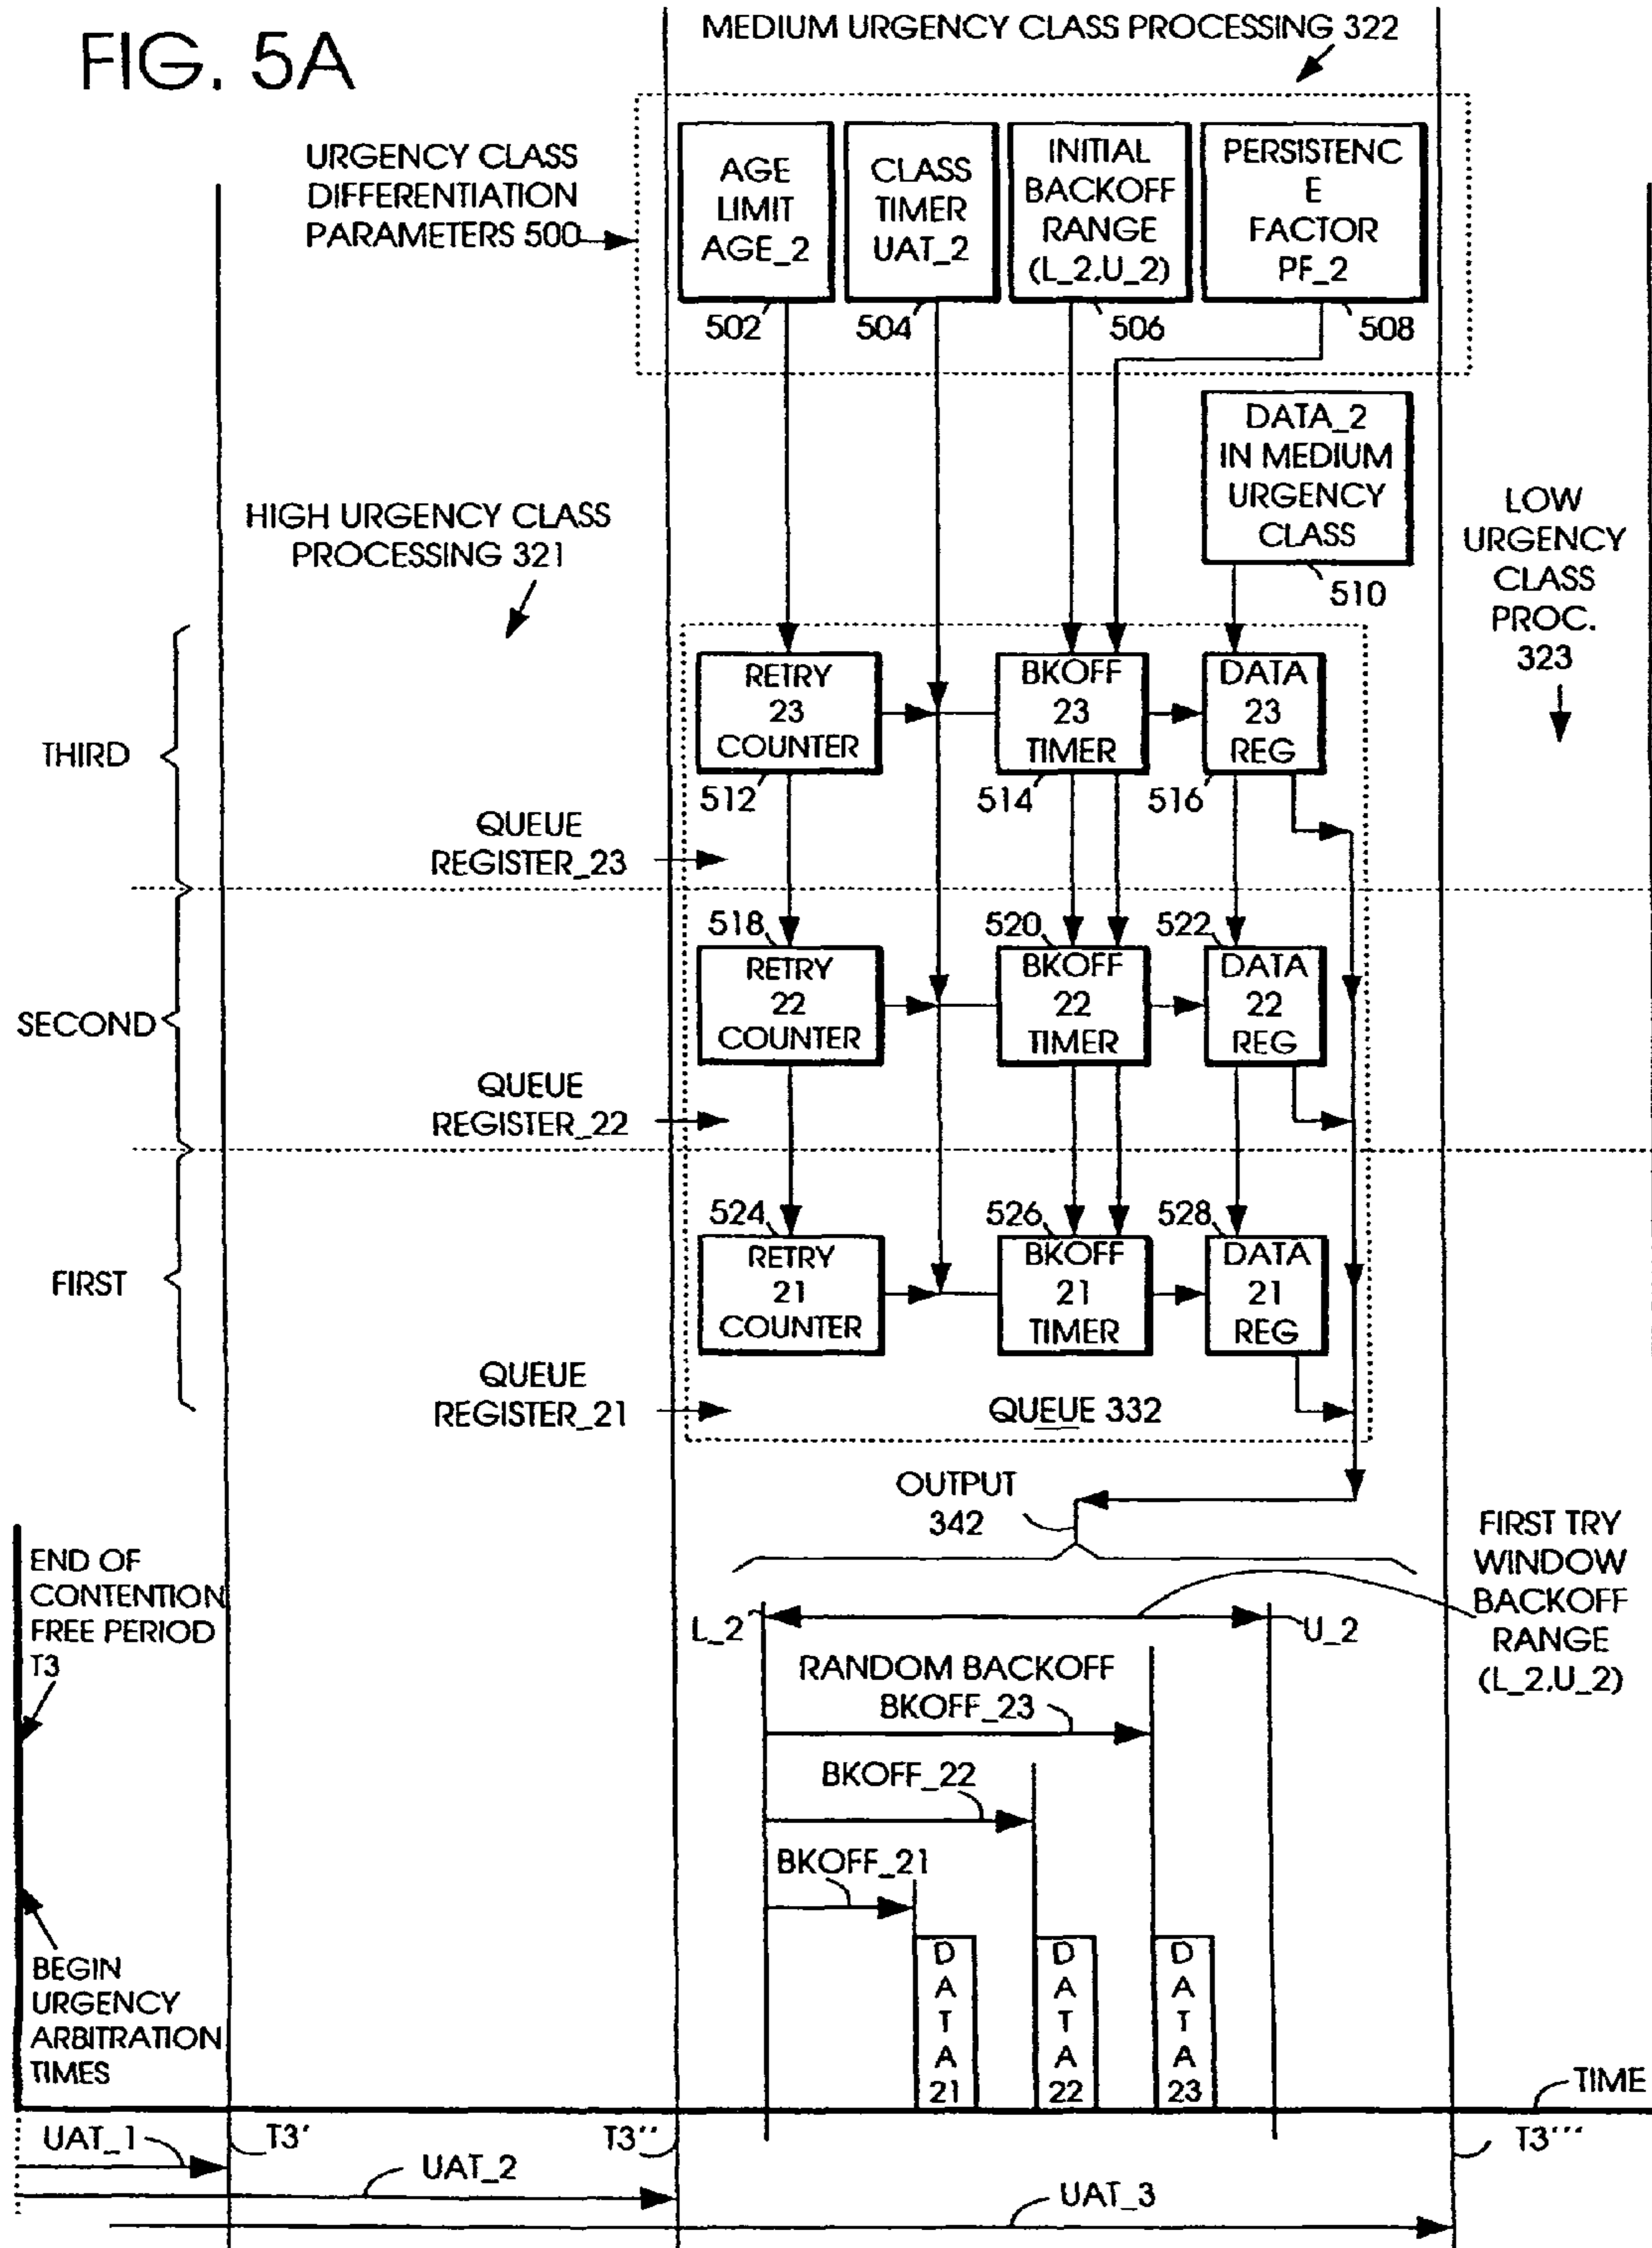 FIG. 5A
MEDIUM URGENCY CLASS PROCESSING 322
URGENCY CLASS
DIFFERENTIATION
PARAMETERS 500
AGE
LIMIT
AGE_2
CLASS
TIMER
UAT_2
INITIAL
BACKOFF
RANGE
(L_2,U_2)
PERSISTENC
E
FACTOR
PF_2
502
504
506
508
DATA_2
IN MEDIUM
URGENCY
CLASS
510
HIGH URGENCY CLASS
PROCESSING 321
LOW
URGENCY
CLASS
PROC.
323
THIRD
RETRY
23
COUNTER
BKOFF
23
TIMER
DATA
23
REG
512
514
516
QUEUE
REGISTER_23
SECOND
518
520
522
RETRY
22
COUNTER
BKOFF
22
TIMER
DATA
22
REG
QUEUE
REGISTER_22
FIRST
524
526
528
RETRY
21
COUNTER
BKOFF
21
TIMER
DATA
21
REG
QUEUE
REGISTER_21
QUEUE 332
OUTPUT
342
FIRST TRY
WINDOW
BACKOFF
RANGE
(L_2,U_2)
END OF
CONTENTION
FREE PERIOD
T3
L_2
U_2
RANDOM BACKOFF
BKOFF_23
BKOFF_22
BKOFF_21
BEGIN
URGENCY
ARBITRATION
TIMES
DATA
21
DATA
22
DATA
23
TIME
UAT_1
T3'
T3''
T3'''
UAT_2
UAT_3